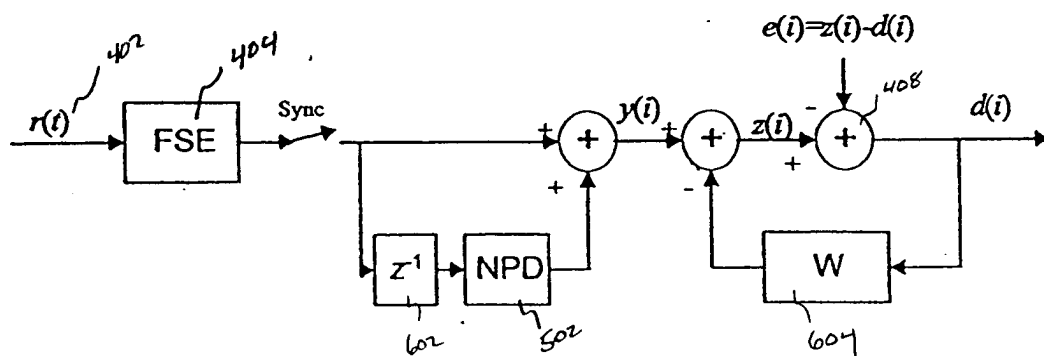 e(i)=z(i)-d(i)
402
404
408
r(t)
FSE
Sync
+
+
y(i)
+
+
z(i)
-
+
d(i)
+
+
-
z⁻¹
NPD
W
602
502
604